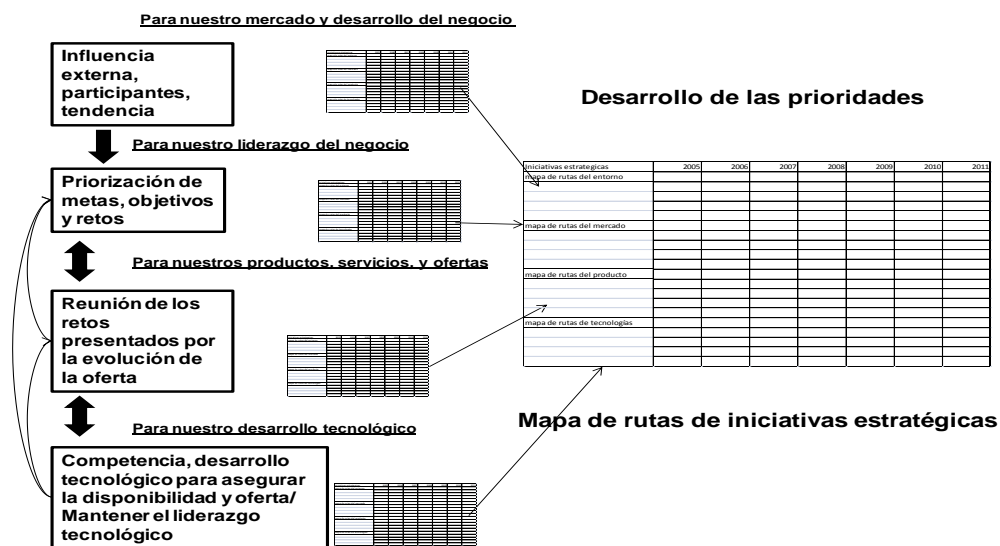 Para nuestro mercado y desarrollo del negocio
Influencia
externa,
participantes,
tendencia
Desarrollo de las prioridades
Para nuestro liderazgo del negocio
Priorización de
metas, objetivos
y retos
Iniciativas estrategicas 2005 2006 2007 2008 2009 2010 2011
mapa de rutas del entorno
mapa de rutas del mercado
mapa de rutas del producto
mapa de rutas de tecnologías
Para nuestros productos, servicios, y ofertas
Reunión de los
retos
presentados por
la evolución de
la oferta
Mapa de rutas de iniciativas estratégicas
Para nuestro desarrollo tecnológico
Competencia, desarrollo
tecnológico para asegurar
la disponibilidad y oferta/
Mantener el liderazgo
tecnológico